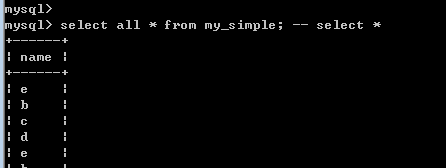 mysql>
mysql> select all * from my_simple; -- select *
+------+
| name |
+------+
| e    |
| b    |
| c    |
| d    |
| e    |